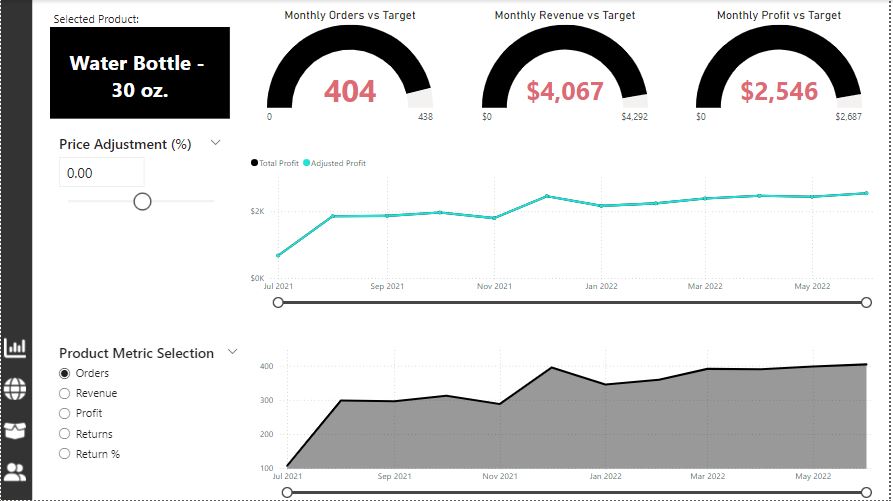 Selected Product:
Water Bottle -
30 oz.
Monthly Orders vs Target
404
0
438
Monthly Revenue vs Target
$4,067
$0
$4,292
Monthly Profit vs Target
$2,546
$0
$2,687
Price Adjustment (%)
0.00
Total Profit Adjusted Profit
$2K
$0K
Jul 2021 Sep 2021 Nov 2021 Jan 2022 Mar 2022 May 2022
Product Metric Selection
Orders
Revenue
Profit
Returns
Return %
400
300
200
100
Jul 2021 Sep 2021 Nov 2021 Jan 2022 Mar 2022 May 2022